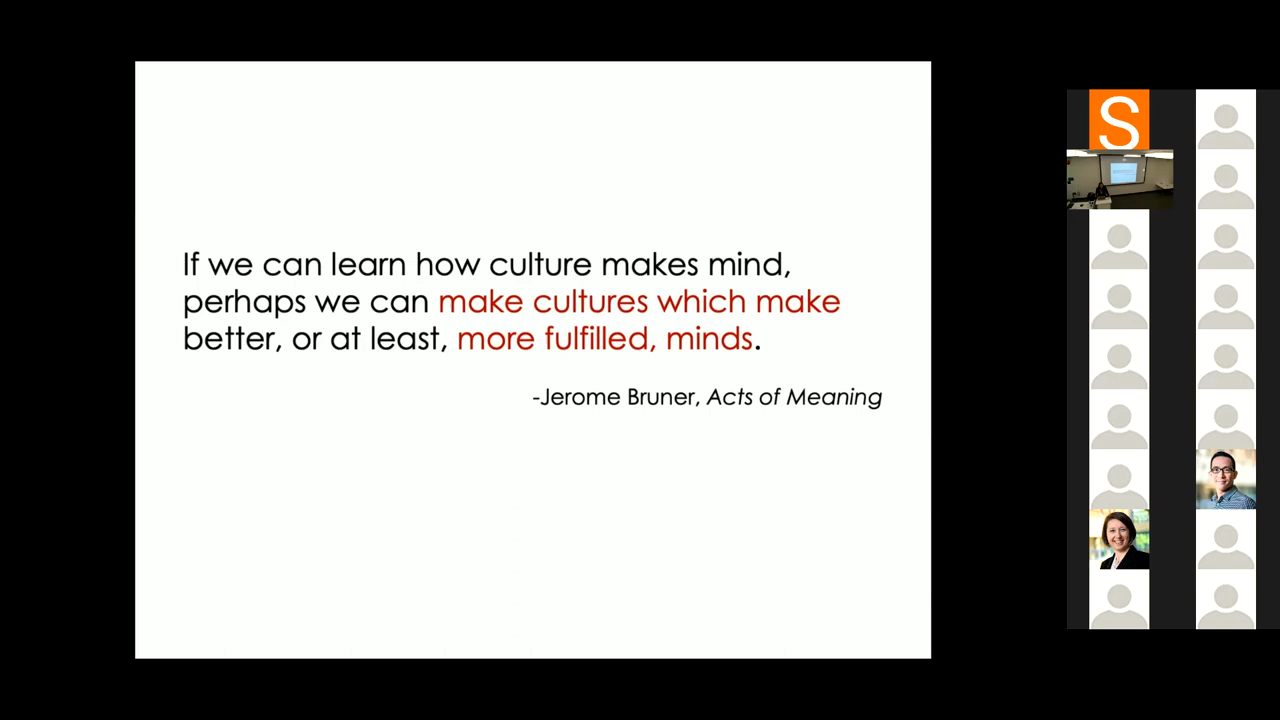 If we can learn how culture makes mind,
perhaps we can make cultures which make
better, or at least, more fulfilled, minds.
-Jerome Bruner, Acts of Meaning
S